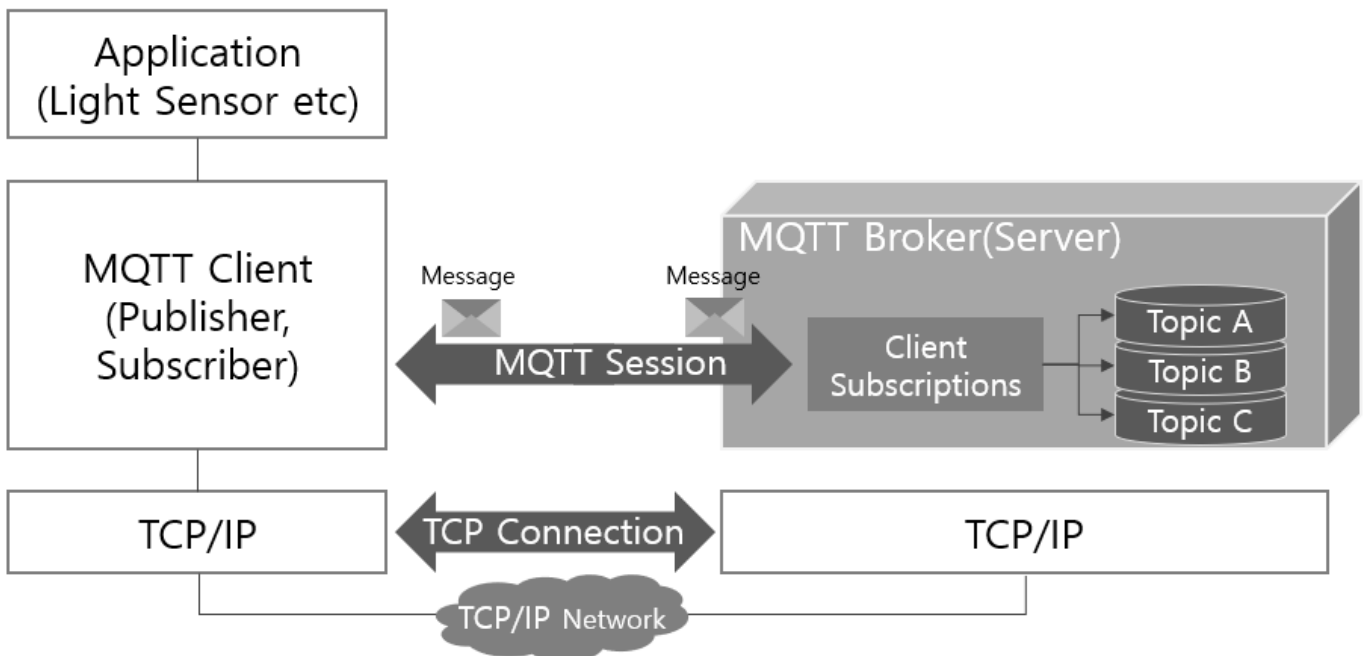 Application
(Light Sensor etc)
MQTT Client
(Publisher,
Subscriber)
Message
Message
MQTT Session
MQTT Broker(Server)
Client
Subscriptions
Topic A
Topic B
Topic C
TCP/IP
TCP Connection
TCP/IP
TCP/IP Network